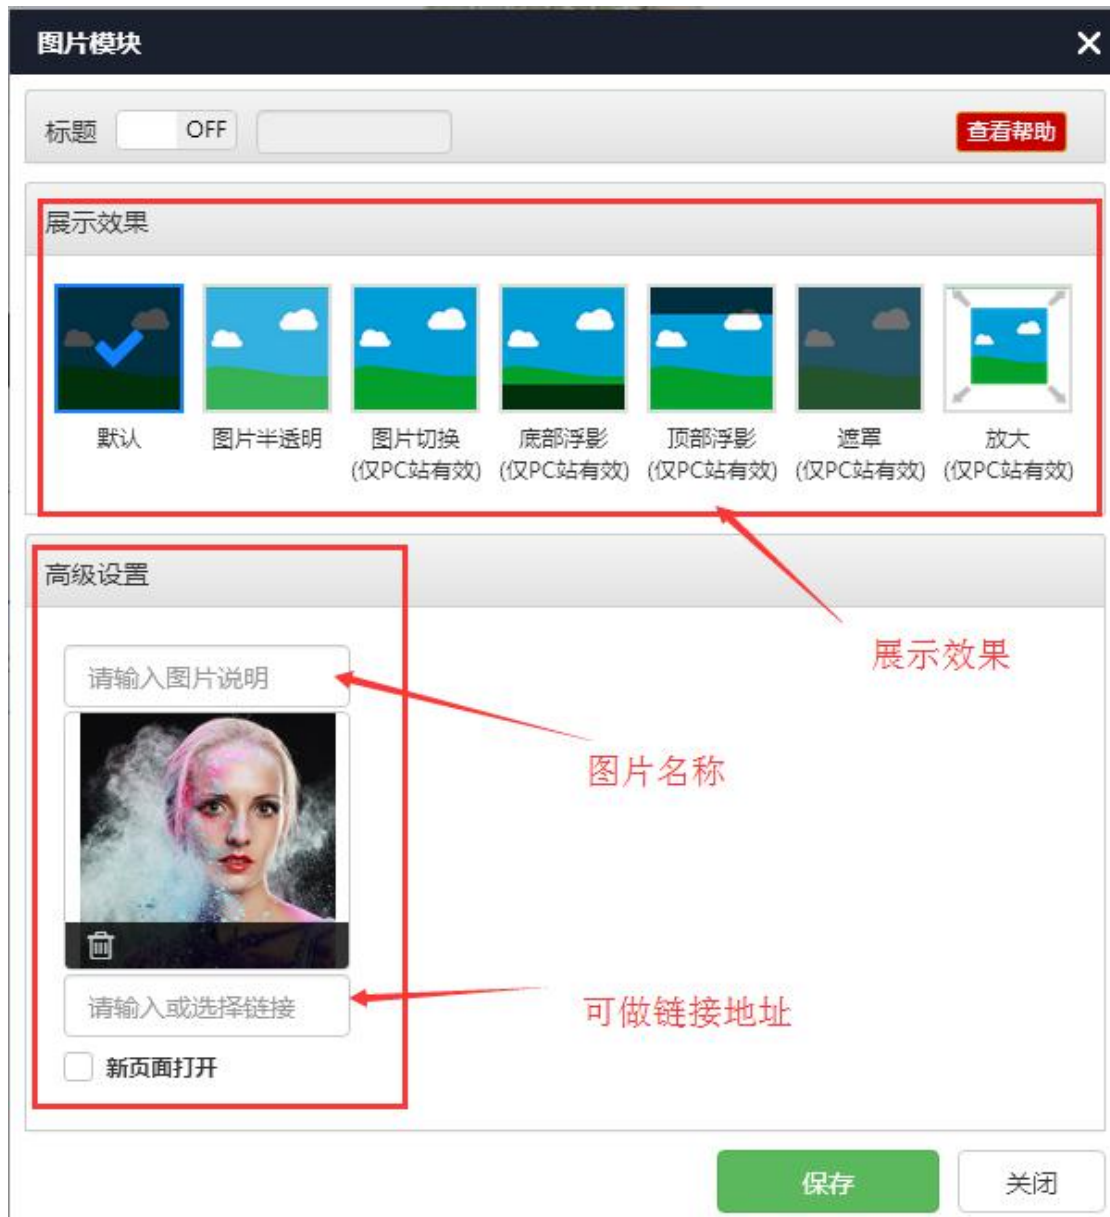 图片模块
标题 OFF 查看帮助
展示效果
默认 图片半透明 图片切换 底部浮影 顶部浮影 遮罩 放大
(仅PC站有效) (仅PC站有效) (仅PC站有效) (仅PC站有效) (仅PC站有效)
高级设置
展示效果
请输入图片说明
图片名称
请输入或选择链接
可做链接地址
新页面打开
保存 关闭